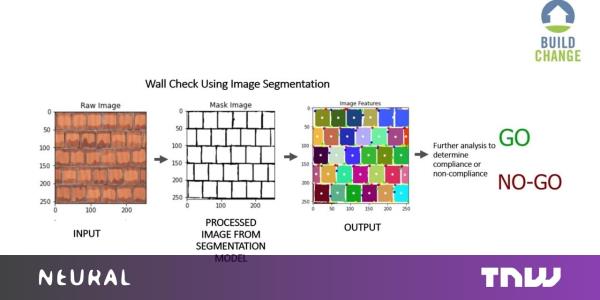 BUILD
CHANGE
Wall Check Using Image Segmentation
Raw Image
Mask Image
Image Features
0
50
100
150
200
250
0
100
200
0
50
100
150
200
250
0
100
200
0
50
100
150
200
250
0
50
100
150
200
250
Further analysis to
determine
compliance or
non-compliance
GO
NO-GO
INPUT
PROCESSED
IMAGE FROM
SEGMENTATION
MODEL
OUTPUT
NEURAL
TNW